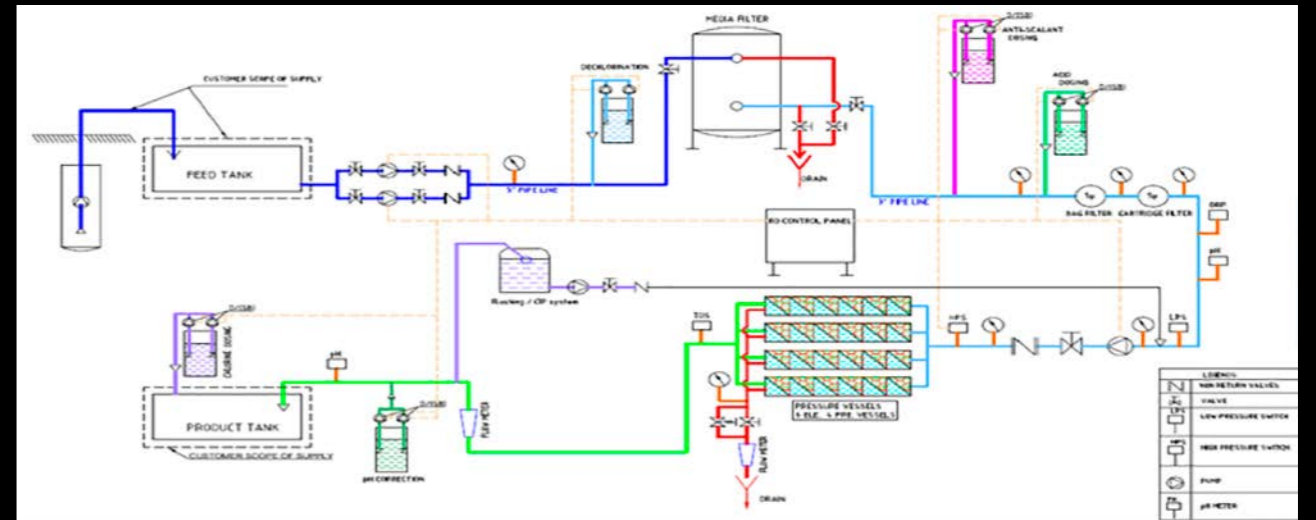 MEDIA FILTER
ANTI-SCALANT
DOSING
DECHLORINATION
ACID
DOSING
CUSTOMER SCOPE OF SUPPLY
FEED TANK
DRAIN
3" PIPE LINE
3" PIPE LINE
BAG FILTER
CARTRIDGE FILTER
ORP
pH
RO CONTROL PANEL
Flushing / CIP system
TDS
HPS
LPS
CHLORINE DOSING
pH
PRODUCT TANK
FLOW METER
PRESSURE VESSELS
CUSTOMER SCOPE OF SUPPLY
pH CORRECTION
FLOW METER
DRAIN
LEGENDS
NON RETURN VALVES
VALVE
LPS
LOW PRESSURE SWITCH
HPS
HIGH PRESSURE SWITCH
PUMP
pH METER